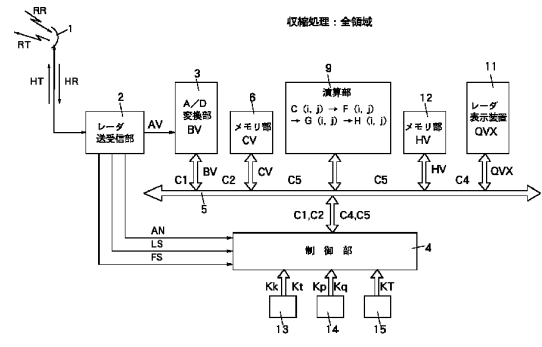 収縮処理：全領域
RR
1
RT
HT
HR
2
レーダ
送受信部
AV
3
A／D
変換部
BV
6
メモリ部
CV
9
演算部
C (i, j) → F (i, j)
→ G (i, j) → H (i, j)
12
メモリ部
HV
11
レーダ
表示装置
QVX
C1
BV
C2
CV
C5
C5
HV
C4
QVX
5
C1,C2
C4,C5
AN
LS
FS
制御部
4
Kk
Kt
Kp
Kq
KT
13
14
15